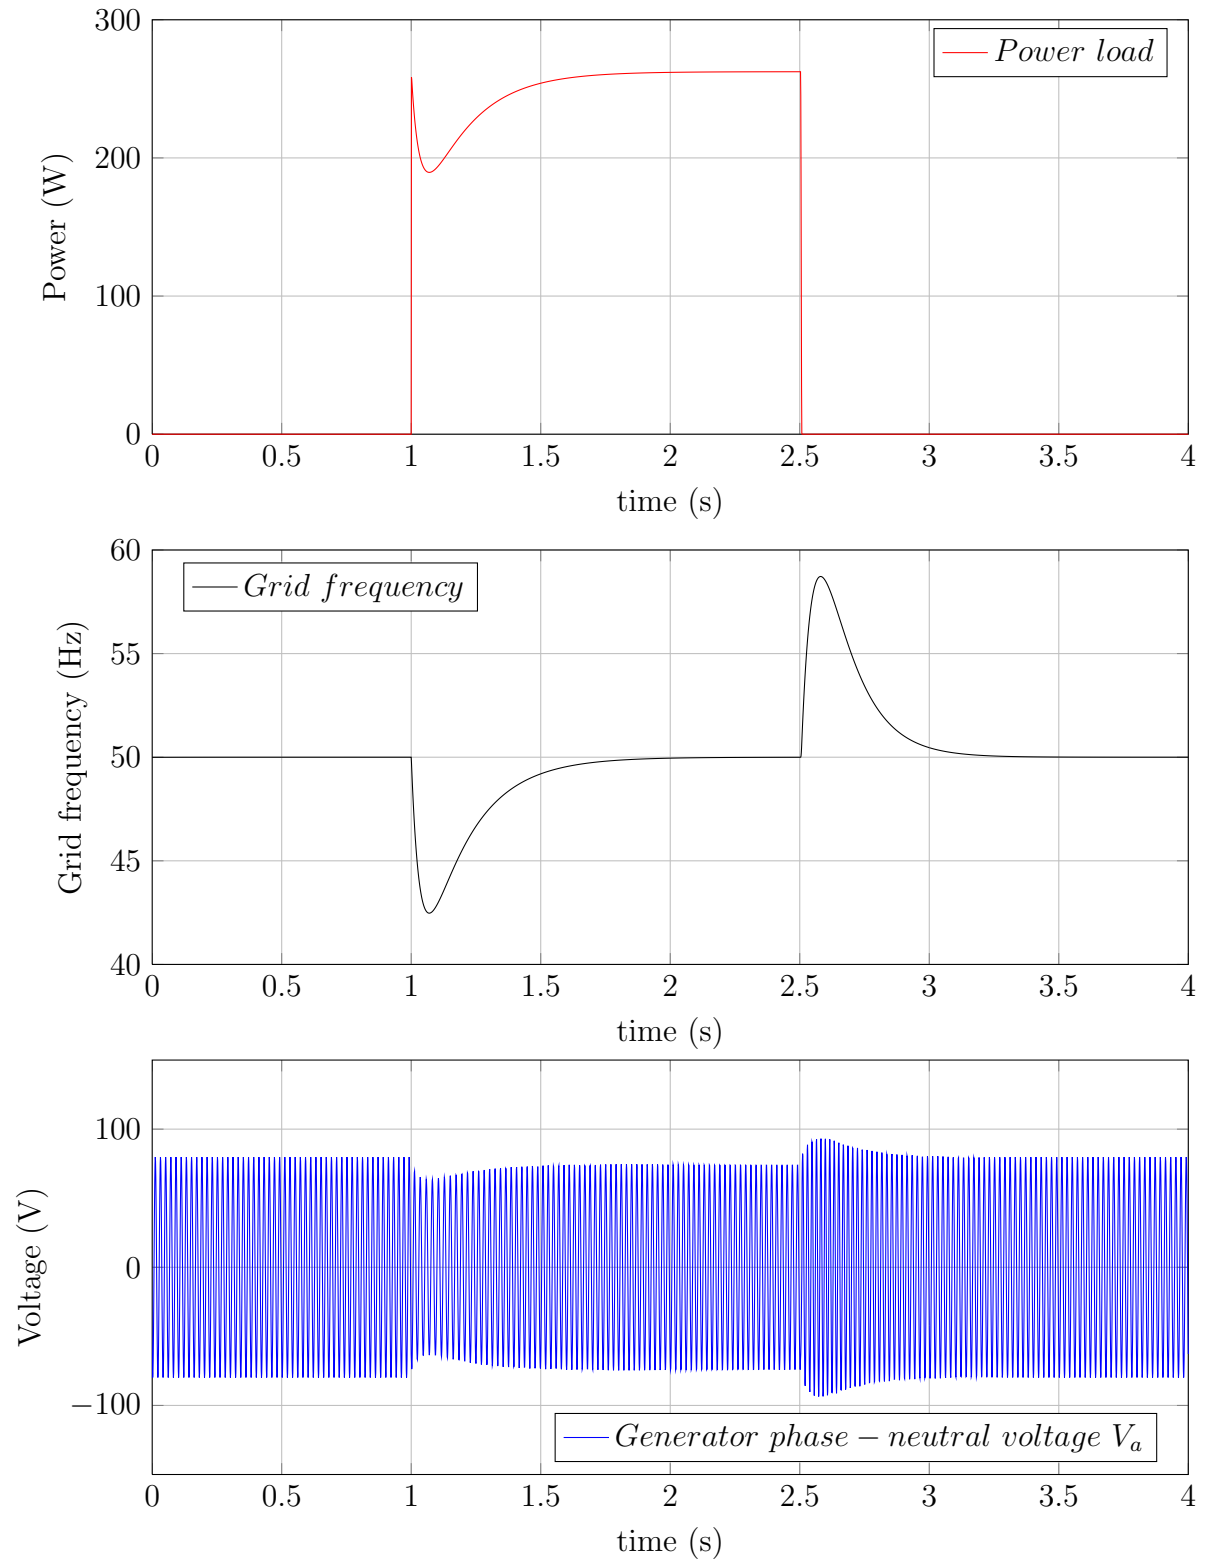 300
200
100
0
Power (W)
Power load
0 0.5 1 1.5 2 2.5 3 3.5 4
time (s)
60
55
50
45
40
Grid frequency (Hz)
Grid frequency
0 0.5 1 1.5 2 2.5 3 3.5 4
time (s)
100
0
−100
Voltage (V)
Generator phase − neutral voltage Vₐ
0 0.5 1 1.5 2 2.5 3 3.5 4
time (s)